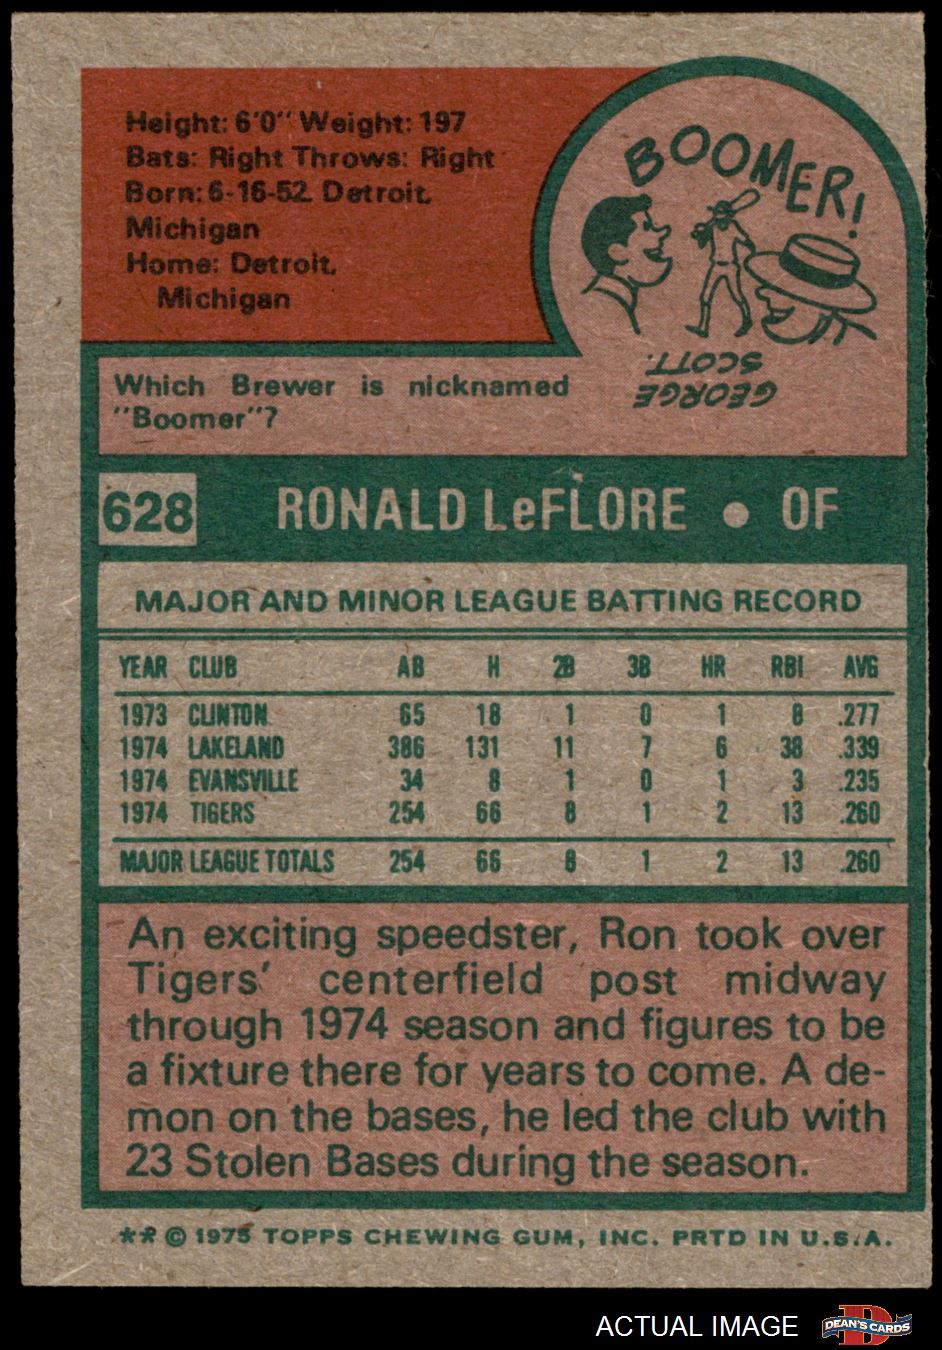 Height: 6'0" Weight: 197
Bats: Right Throws: Right
Born: 6-16-52 Detroit,
Michigan
Home: Detroit,
Michigan
BOOMER!
GEORGE
SCOTT.
Which Brewer is nicknamed
"Boomer"?
628 RONALD LeFLORE • OF
MAJOR AND MINOR LEAGUE BATTING RECORD
YEAR CLUB AB H 2B 3B HR RBI AVG
1973 CLINTON 65 18 1 0 1 8 .277
1974 LAKELAND 386 131 11 7 6 38 .339
1974 EVANSVILLE 34 8 1 0 1 3 .235
1974 TIGERS 254 66 8 1 2 13 .260
MAJOR LEAGUE TOTALS 254 66 8 1 2 13 .260
An exciting speedster, Ron took over
Tigers' centerfield post midway
through 1974 season and figures to be
a fixture there for years to come. A de-
mon on the bases, he led the club with
23 Stolen Bases during the season.
** © 1975 TOPPS CHEWING GUM, INC. PRTD IN U.S.A.
ACTUAL IMAGE
DEAN'S CARDS